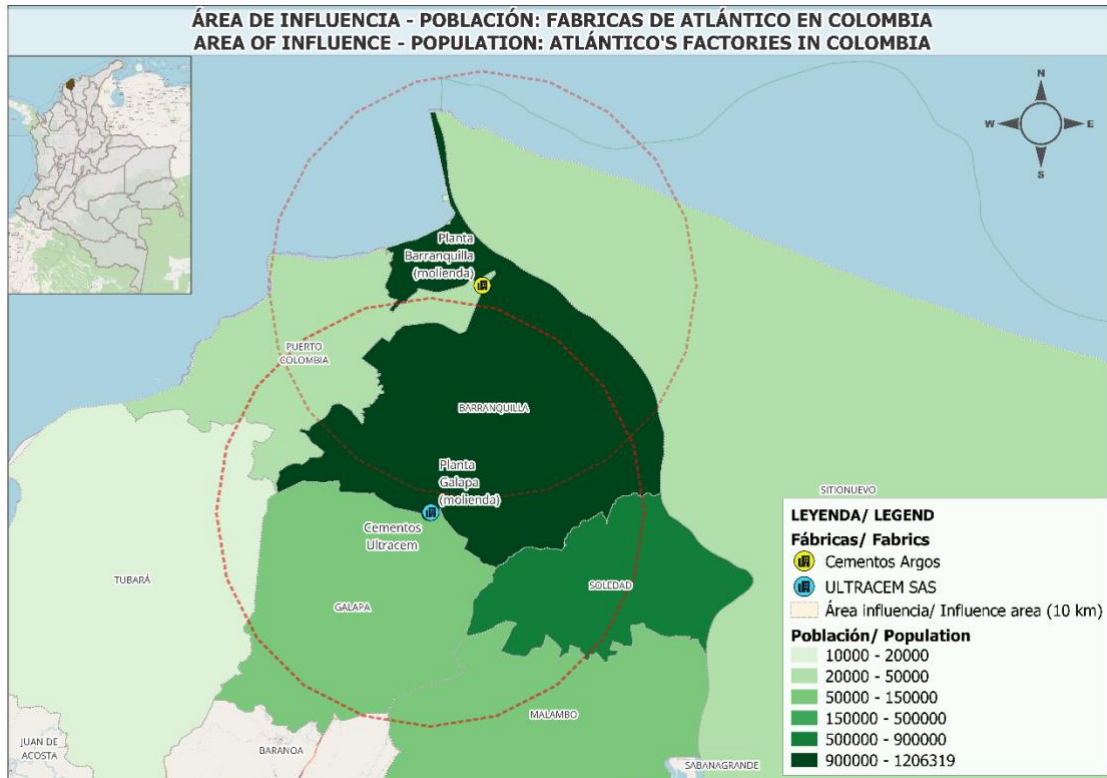 ÁREA DE INFLUENCIA - POBLACIÓN: FABRICAS DE ATLÁNTICO EN COLOMBIA
AREA OF INFLUENCE - POPULATION: ATLÁNTICO'S FACTORIES IN COLOMBIA
N
W E
S
Planta
Barranquilla
(molienda)
PUERTO
COLOMBIA
BARRANQUILLA
Planta
Galapa
(molienda)
Cementos
Ultracem
SITIONUEVO
TUBARÁ
GALAPA
SOLEDAD
MALAMBO
JUAN DE
ACOSTA
BARANOA
SABANAGRANDE
LEYENDA/ LEGEND
Fábricas/ Fabrics
Cementos Argos
ULTRACEM SAS
Área influencia/ Influence area (10 km)
Población/ Population
10000 - 20000
20000 - 50000
50000 - 150000
150000 - 500000
500000 - 900000
900000 - 1206319